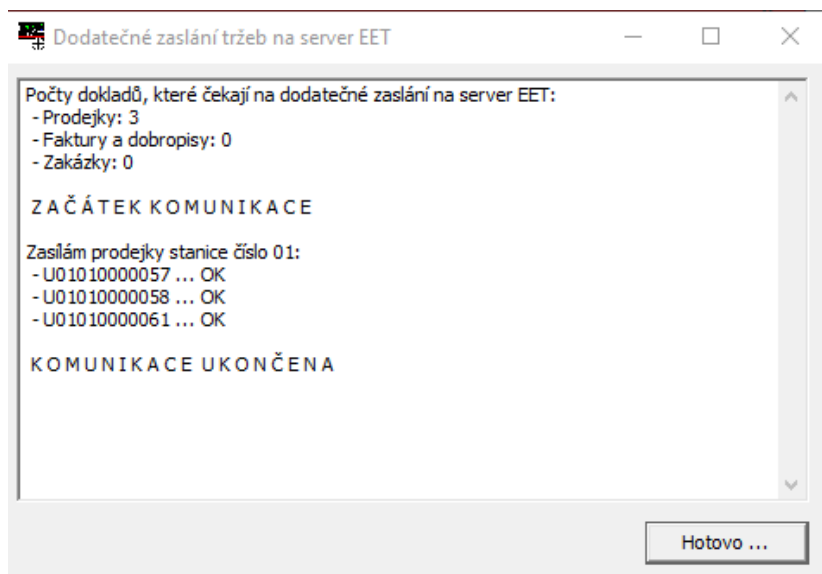 Dodatečné zaslání tržeb na server EET
Počty dokladů, které čekají na dodatečné zaslání na server EET:
- Prodejky: 3
- Faktury a dobropisy: 0
- Zakázky: 0
Z A Č Á T E K K O M U N I K A C E
Zasílám prodejky stanice číslo 01:
- U01010000057 ... OK
- U01010000058 ... OK
- U01010000061 ... OK
K O M U N I K A C E U K O N Č E N A
Hotovo ...